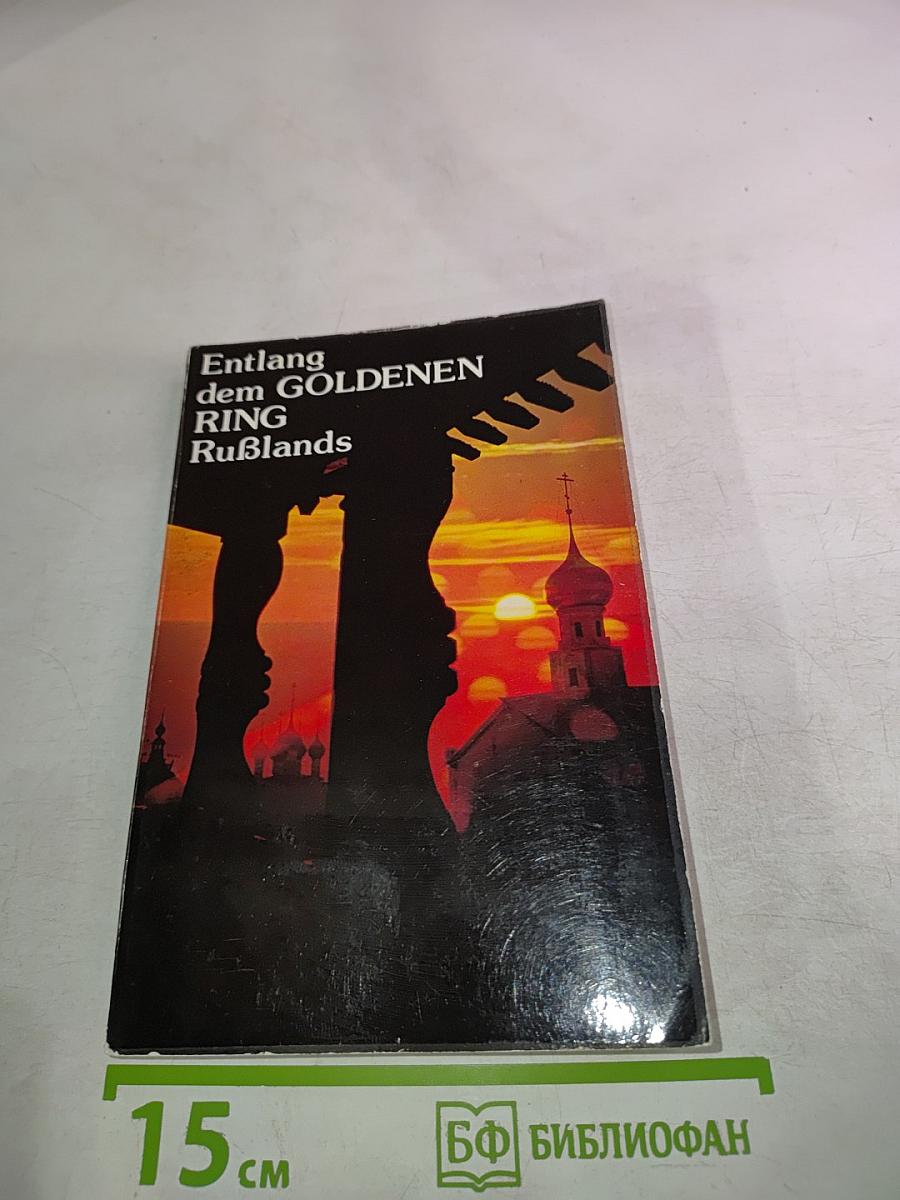 Entlang
dem GOLDENEN
RING
Rußlands
15 см
БФ БИБЛИОФАН